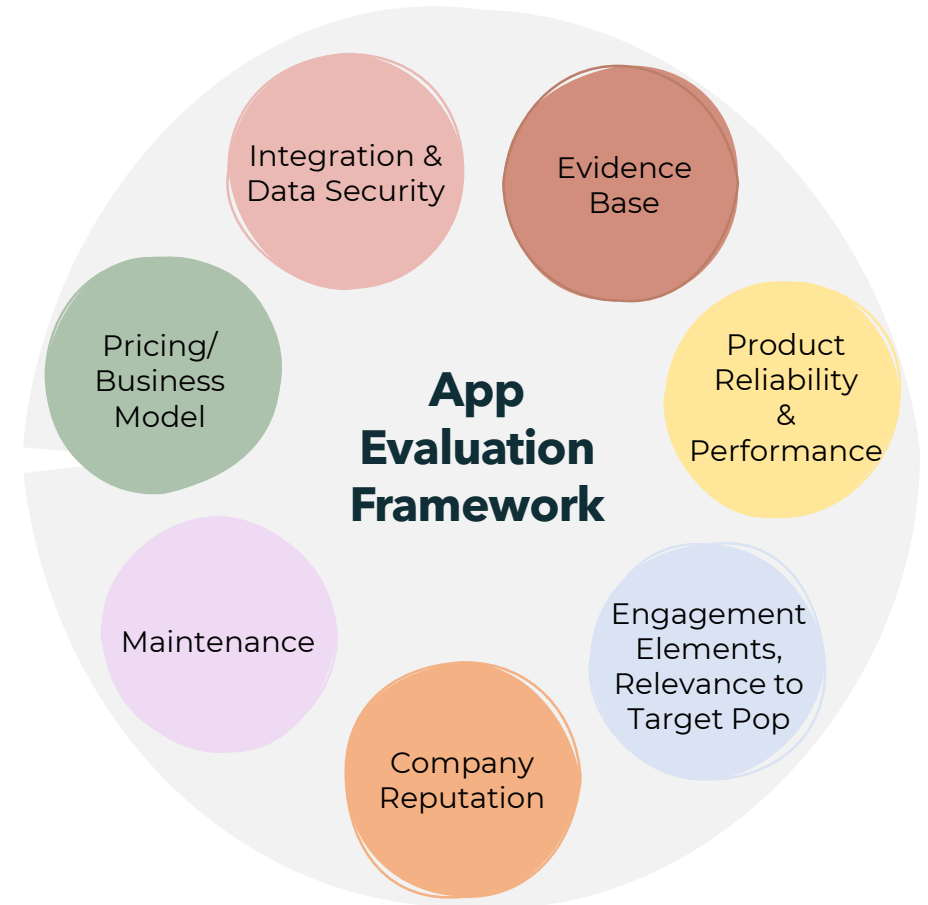 Integration &
Data Security
Evidence
Base
Pricing/
Business
Model
App
Evaluation
Framework
Product
Reliability
&
Performance
Maintenance
Engagement
Elements,
Relevance to
Target Pop
Company
Reputation